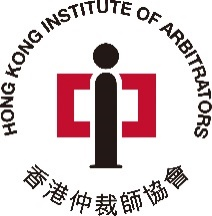 HONG KONG INSTITUTE OF ARBITRATORS
香港仲裁師協會